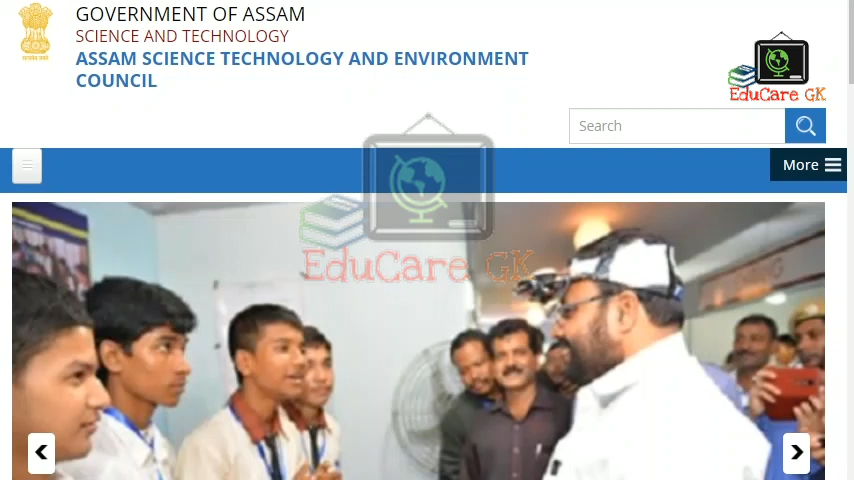 GOVERNMENT OF ASSAM
SCIENCE AND TECHNOLOGY
ASSAM SCIENCE TECHNOLOGY AND ENVIRONMENT
COUNCIL
EduCare GK
Search
More
EduCare GK